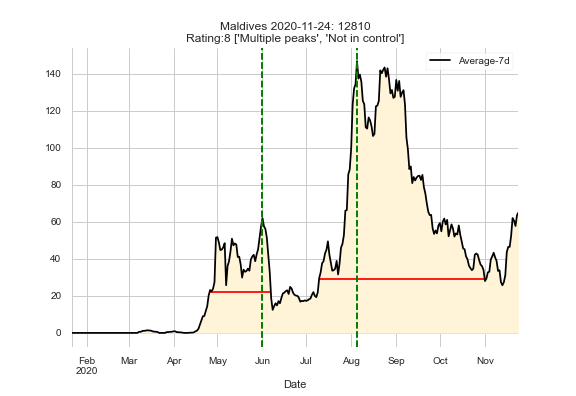 Maldives 2020-11-24: 12810
Rating:8 ['Multiple peaks', 'Not in control']
Average-7d
140
120
100
80
60
40
20
0
Feb Mar Apr May Jun Jul Aug Sep Oct Nov
2020
Date